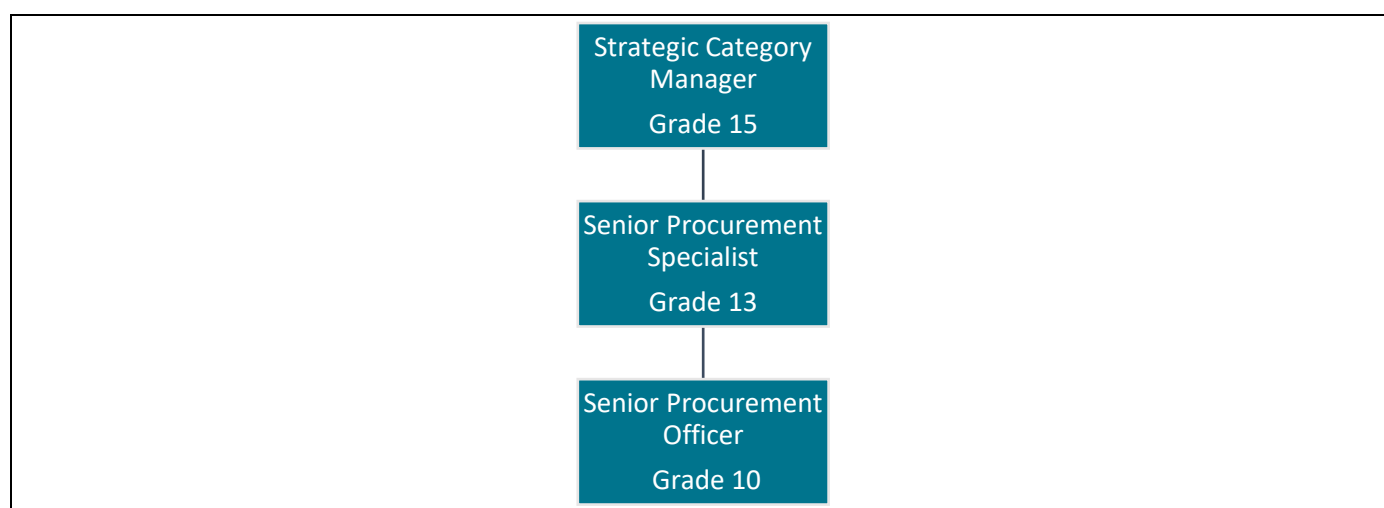 Strategic Category
Manager
Grade 15
Senior Procurement
Specialist
Grade 13
Senior Procurement
Officer
Grade 10